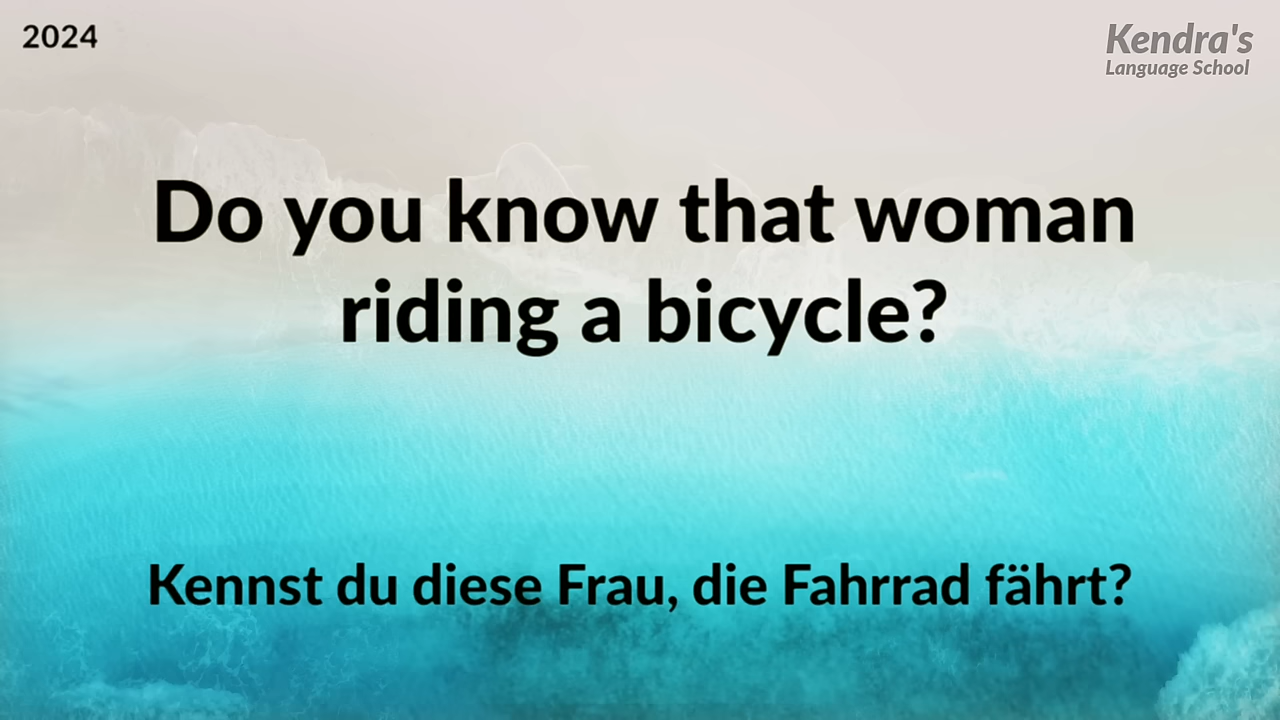 2024
Kendra's
Language School
Do you know that woman
riding a bicycle?
Kennst du diese Frau, die Fahrrad fährt?